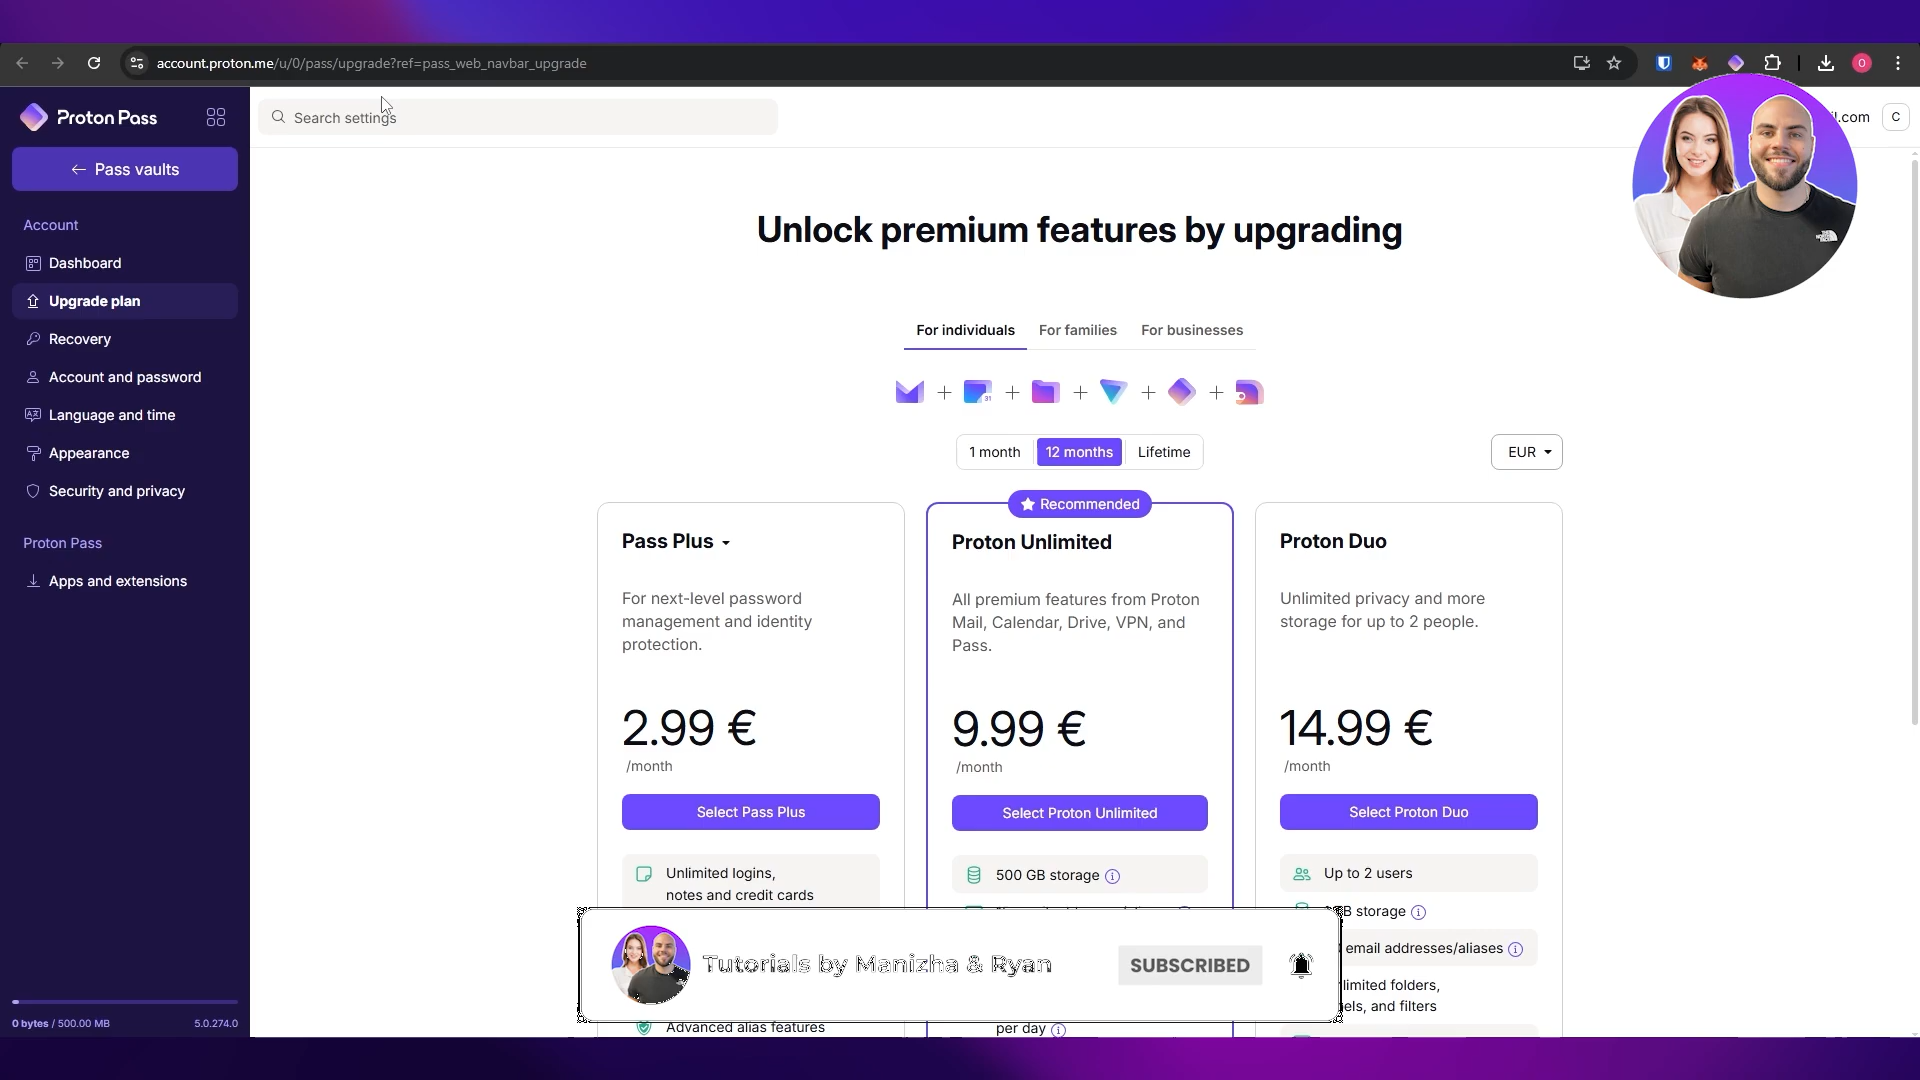 account.proton.me/u/0/pass/upgrade?ref=pass_web_navbar_upgrade
O
Proton Pass
Search settings
.com
C
Pass vaults
Account
Dashboard
Upgrade plan
Recovery
Account and password
Language and time
Appearance
Security and privacy
Proton Pass
Apps and extensions
0 bytes / 500.00 MB
5.0.274.0
Unlock premium features by upgrading
For individuals
For families
For businesses
31
1 month
12 months
Lifetime
EUR
Pass Plus
For next-level password
management and identity
protection.
2.99 €
/month
Select Pass Plus
Unlimited logins,
notes and credit cards
Advanced alias features
Recommended
Proton Unlimited
All premium features from Proton
Mail, Calendar, Drive, VPN, and
Pass.
9.99 €
/month
Select Proton Unlimited
500 GB storage
per day
Proton Duo
Unlimited privacy and more
storage for up to 2 people.
14.99 €
/month
Select Proton Duo
Up to 2 users
storage
email addresses/aliases
folders,
and filters
Tutorials by Manizha & Ryan
SUBSCRIBED